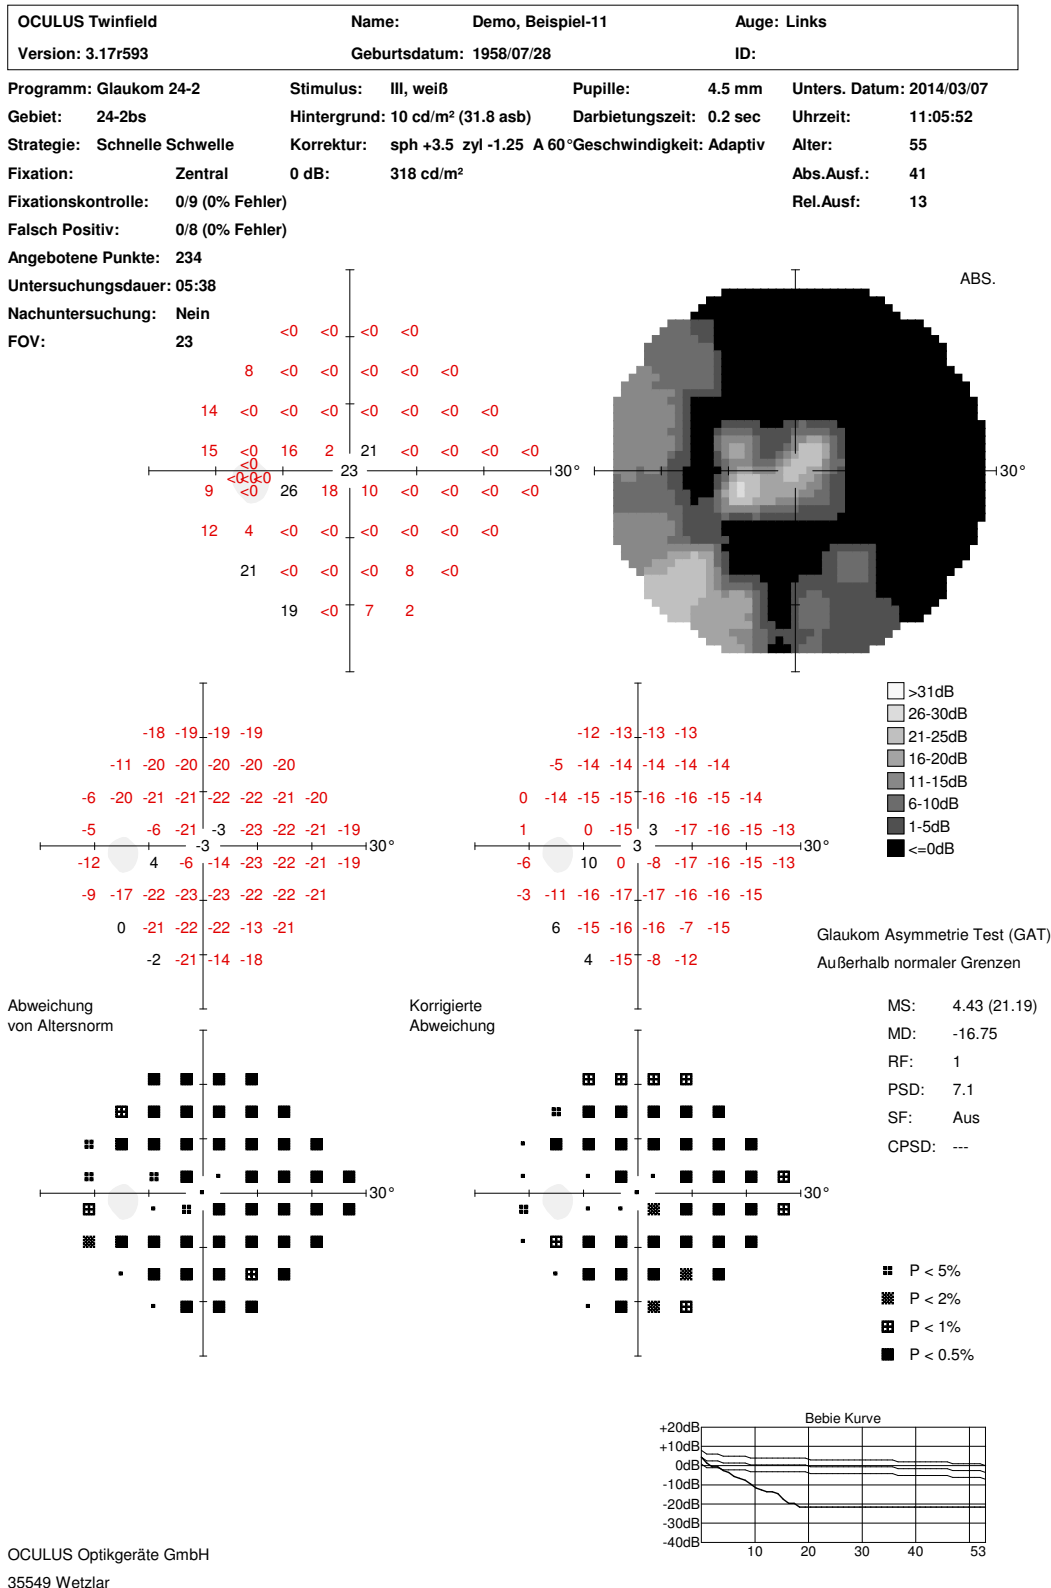 OCULUS Twinfield Name: Demo, Beispiel-11 Auge: Links
Version: 3.17r593 Geburtsdatum: 1958/07/28 ID:
Programm: Glaukom 24-2 Stimulus: III, weiß Pupille: 4.5 mm Unters. Datum: 2014/03/07
Gebiet: 24-2bs Hintergrund: 10 cd/m² (31.8 asb) Darbietungszeit: 0.2 sec Uhrzeit: 11:05:52
Strategie: Schnelle Schwelle Korrektur: sph +3.5 zyl -1.25 A 60° Geschwindigkeit: Adaptiv Alter: 55
Fixation: Zentral 0 dB: 318 cd/m² Abs.Ausf.: 41
Fixationskontrolle: 0/9 (0% Fehler) Rel.Ausf: 13
Falsch Positiv: 0/8 (0% Fehler)
Angebotene Punkte: 234
Untersuchungsdauer: 05:38
Nachuntersuchung: Nein
FOV: 23
ABS.
<0 <0 <0 <0
8 <0 <0 <0 <0 <0
14 <0 <0 <0 <0 <0 <0 <0
15 <0 16 2 21 <0 <0 <0 <0
<0
23 30° 30°
<0 <0 <0
9 <0 26 18 10 <0 <0 <0 <0
12 4 <0 <0 <0 <0 <0 <0
21 <0 <0 <0 8 <0
19 <0 7 2
>31dB
26-30dB
21-25dB
16-20dB
11-15dB
6-10dB
1-5dB
<=0dB
-18 -19 -19 -19
-11 -20 -20 -20 -20 -20
-6 -20 -21 -21 -22 -22 -21 -20
-5 -6 -21 -3 -23 -22 -21 -19
-3 30°
-12 4 -6 -14 -23 -22 -21 -19
-9 -17 -22 -23 -23 -22 -22 -21
0 -21 -22 -22 -13 -21
-2 -21 -14 -18
Abweichung
von Altersnorm
-12 -13 -13 -13
-5 -14 -14 -14 -14 -14
0 -14 -15 -15 -16 -16 -15 -14
1 0 -15 3 -17 -16 -15 -13
3 30°
-6 10 0 -8 -17 -16 -15 -13
-3 -11 -16 -17 -17 -16 -16 -15
6 -15 -16 -16 -7 -15
4 -15 -8 -12
Korrigierte
Abweichung
Glaukom Asymmetrie Test (GAT)
Außerhalb normaler Grenzen
MS: 4.43 (21.19)
MD: -16.75
RF: 1
PSD: 7.1
SF: Aus
CPSD: ---
30° 30°
P < 5%
P < 2%
P < 1%
P < 0.5%
Bebie Kurve
+20dB
+10dB
0dB
-10dB
-20dB
-30dB
-40dB
10 20 30 40 53
OCULUS Optikgeräte GmbH
35549 Wetzlar